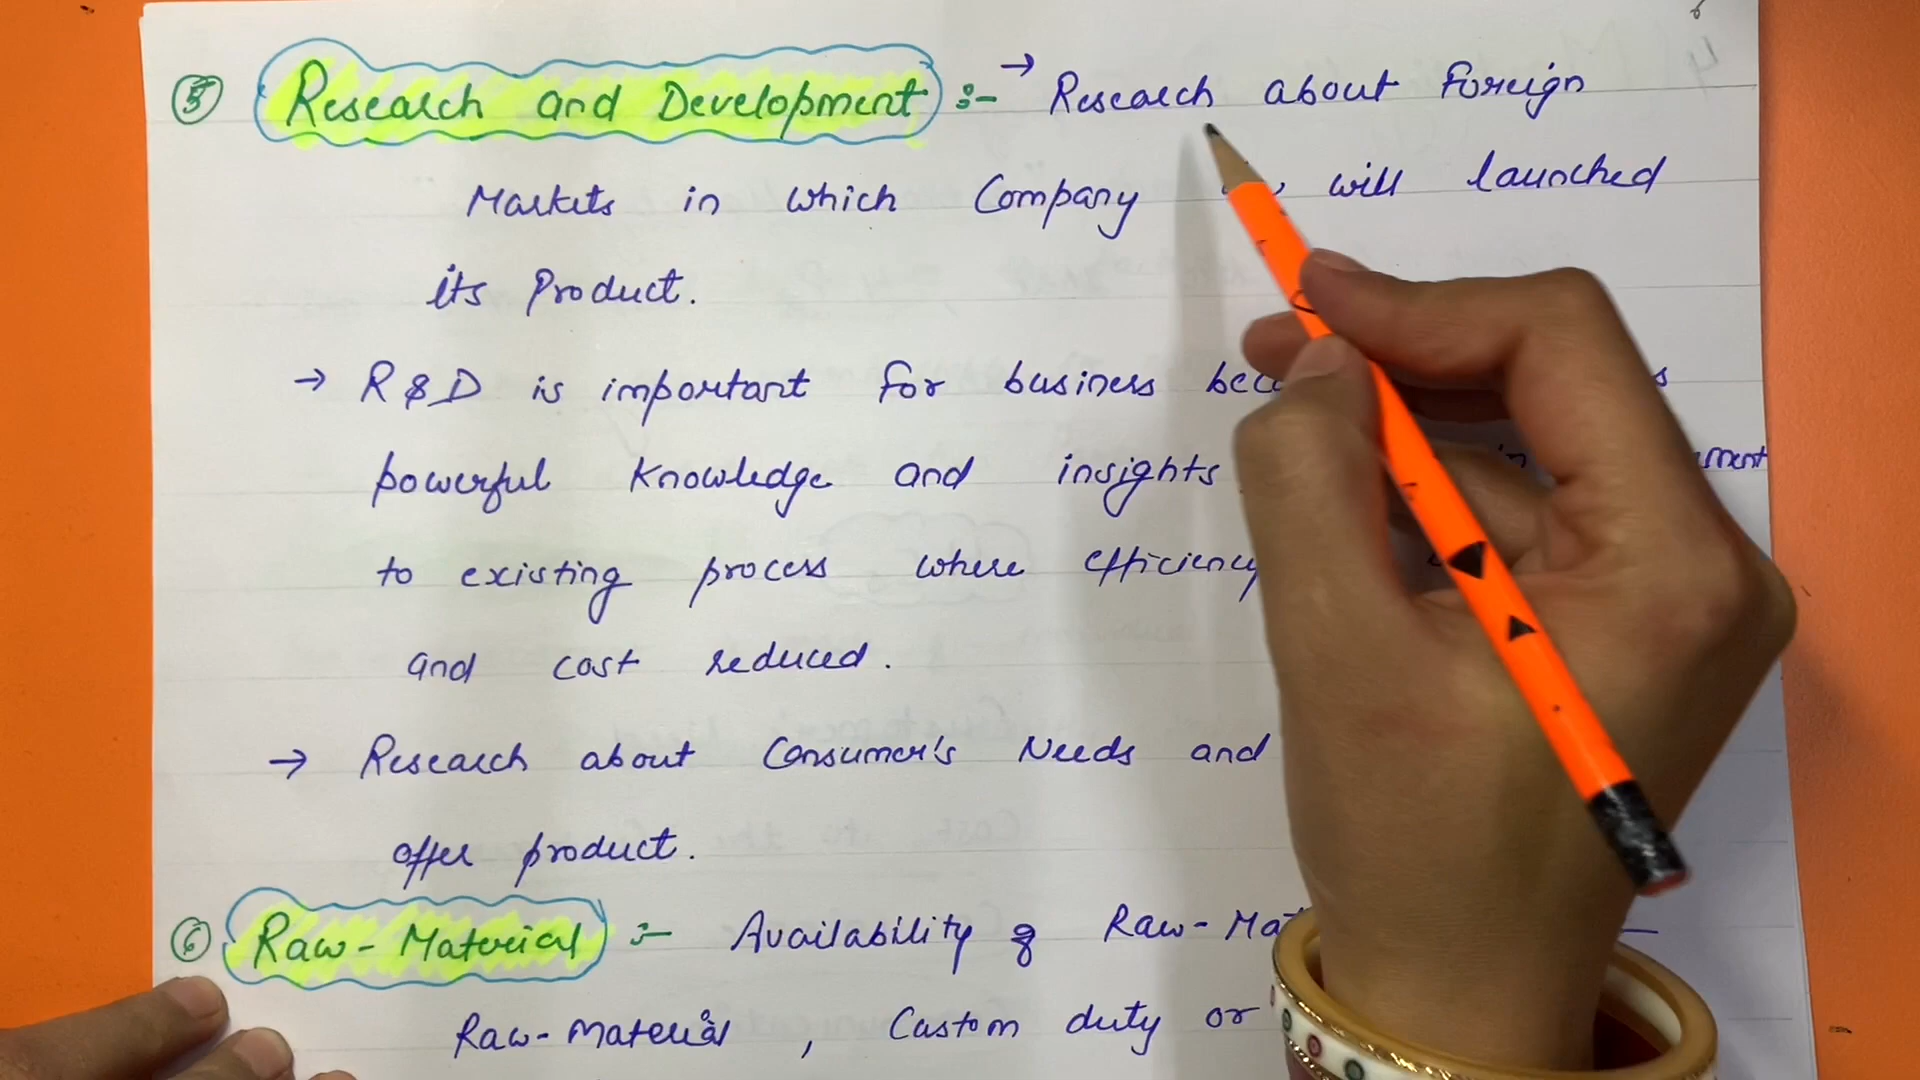 5 Research and Development :- → Research about Foreign
Markets in which Company will launched
its Product.
→ R&D is important for business
powerful knowledge and insights
to existing process where efficiency
and cost reduced.
→ Research about Consumer's Needs and
offer product.
6 Raw-Material :- Availability of
Raw-Material, Custom duty or